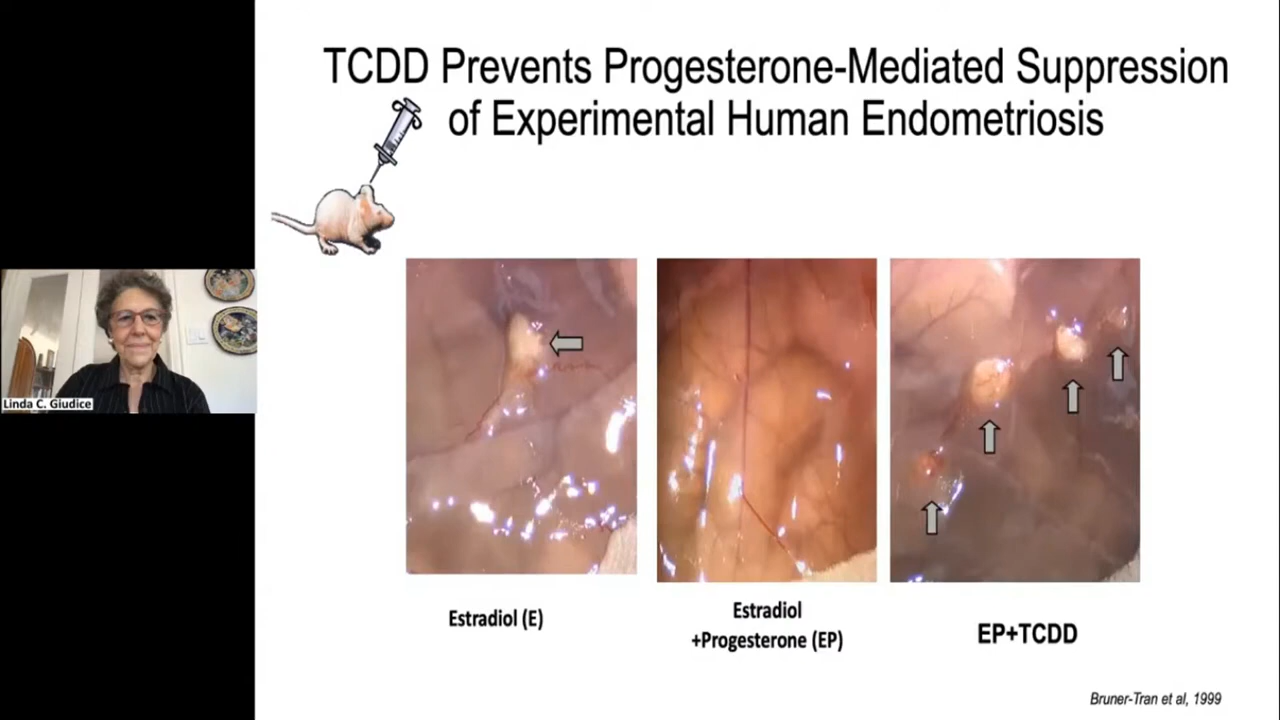 TCDD Prevents Progesterone-Mediated Suppression
of Experimental Human Endometriosis
Linda C. Giudice
Estradiol (E)
Estradiol
+Progesterone (EP)
EP+TCDD
Bruner-Tran et al, 1999